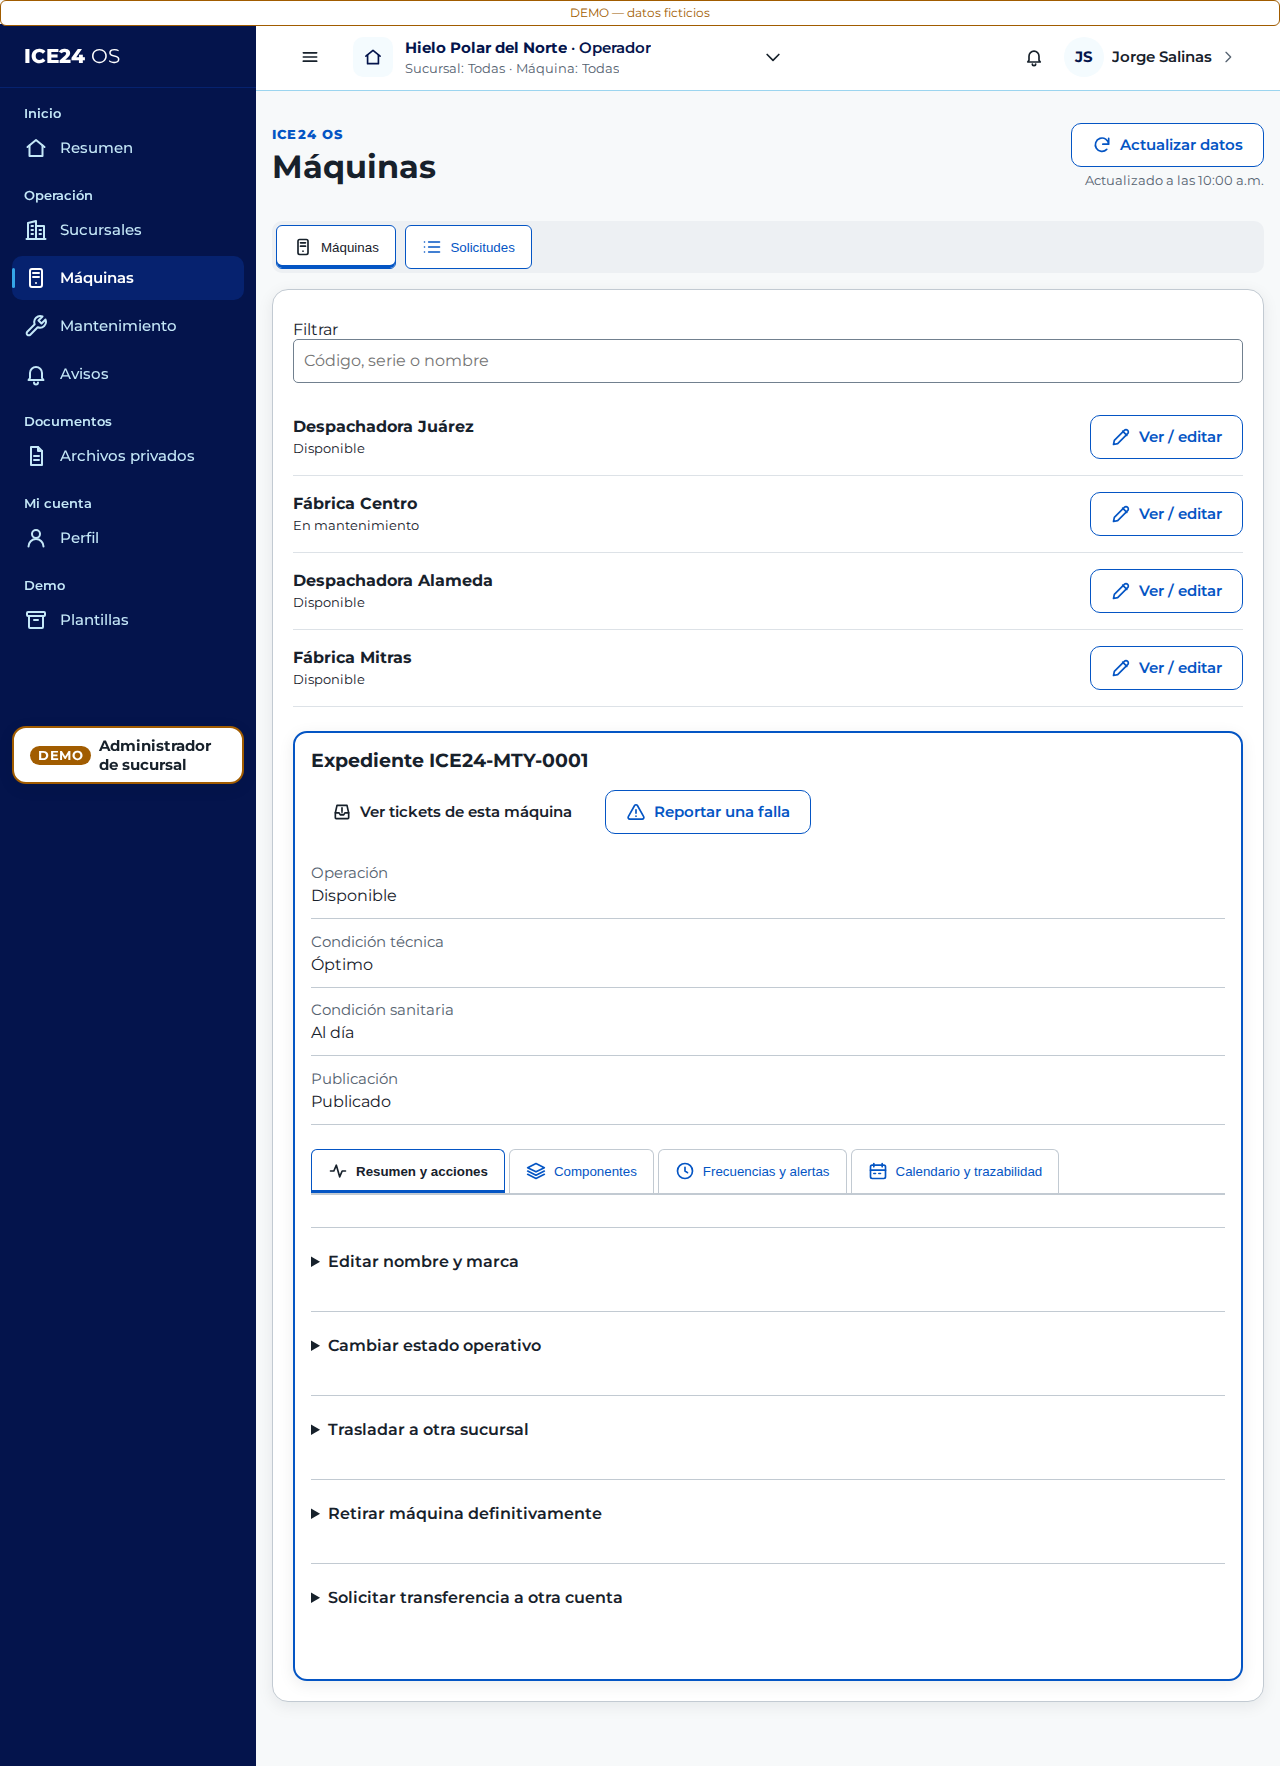 DEMO — datos ficticios
ICE24 OS
Hielo Polar del Norte · Operador
Sucursal: Todas · Máquina: Todas
JS
Jorge Salinas
Inicio
Resumen
Operación
Sucursales
Máquinas
Mantenimiento
Avisos
Documentos
Archivos privados
Mi cuenta
Perfil
Demo
Plantillas
DEMO
Administrador
de sucursal
ICE24 OS
Máquinas
Actualizar datos
Actualizado a las 10:00 a.m.
Máquinas
Solicitudes
Filtrar
Código, serie o nombre
Despachadora Juárez
Disponible
Ver / editar
Fábrica Centro
En mantenimiento
Ver / editar
Despachadora Alameda
Disponible
Ver / editar
Fábrica Mitras
Disponible
Ver / editar
Expediente ICE24-MTY-0001
Ver tickets de esta máquina
Reportar una falla
Operación
Disponible
Condición técnica
Óptimo
Condición sanitaria
Al día
Publicación
Publicado
Resumen y acciones
Componentes
Frecuencias y alertas
Calendario y trazabilidad
Editar nombre y marca
Cambiar estado operativo
Trasladar a otra sucursal
Retirar máquina definitivamente
Solicitar transferencia a otra cuenta